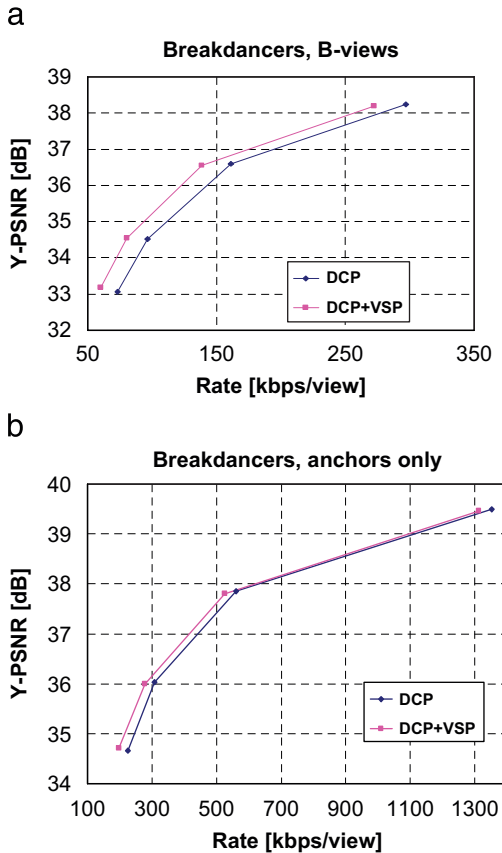 a
Breakdancers, B-views
39
38
37
36
35
34
33
32
Y-PSNR [dB]
DCP
DCP+VSP
50 150 250 350
Rate [kbps/view]
b
Breakdancers, anchors only
40
39
38
37
36
35
34
Y-PSNR [dB]
DCP
DCP+VSP
100 300 500 700 900 1100 1300
Rate [kbps/view]